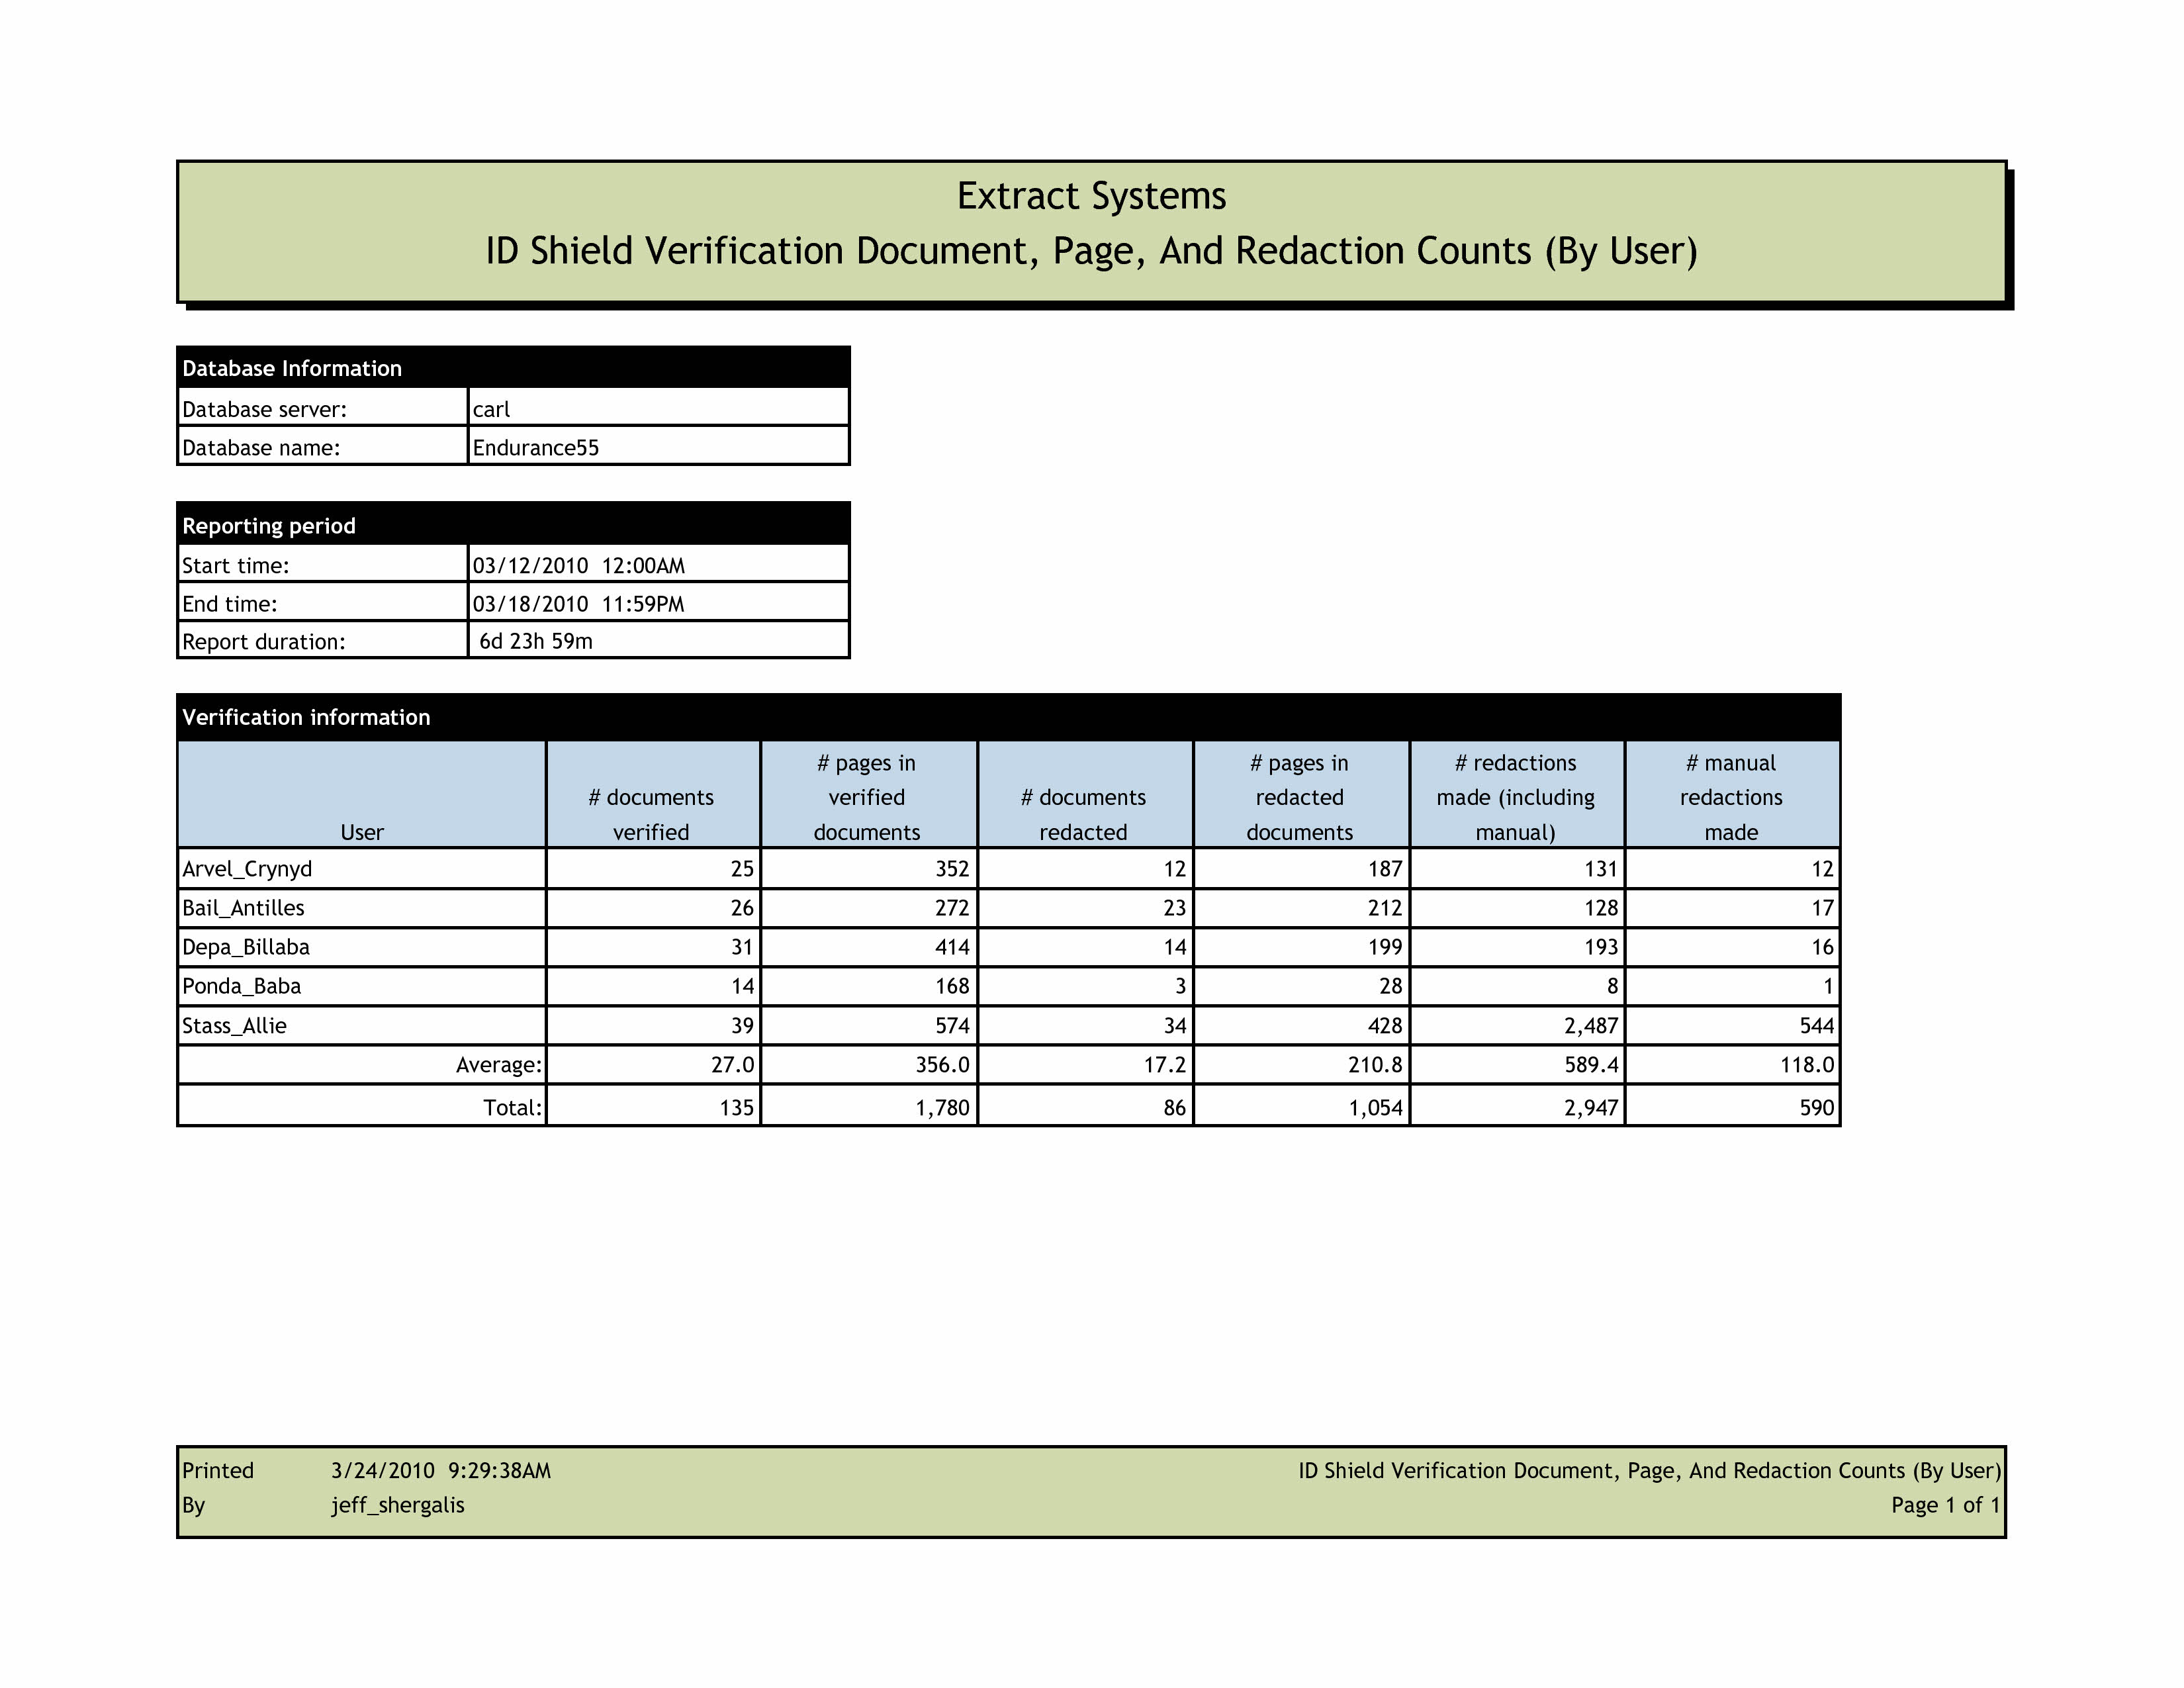 Extract Systems
ID Shield Verification Document, Page, And Redaction Counts (By User)
Database Information
Database server: carl
Database name: Endurance55
Reporting period
Start time: 03/12/2010 12:00AM
End time: 03/18/2010 11:59PM
Report duration: 6d 23h 59m
Verification information
User # documents verified # pages in verified documents # documents redacted # pages in redacted documents # redactions made (including manual) # manual redactions made
Arvel_Crynyd 25 352 12 187 131 12
Bail_Antilles 26 272 23 212 128 17
Depa_Billaba 31 414 14 199 193 16
Ponda_Baba 14 168 3 28 8 1
Stass_Allie 39 574 34 428 2,487 544
Average: 27.0 356.0 17.2 210.8 589.4 118.0
Total: 135 1,780 86 1,054 2,947 590
Printed 3/24/2010 9:29:38AM ID Shield Verification Document, Page, And Redaction Counts (By User)
By jeff_shergalis Page 1 of 1